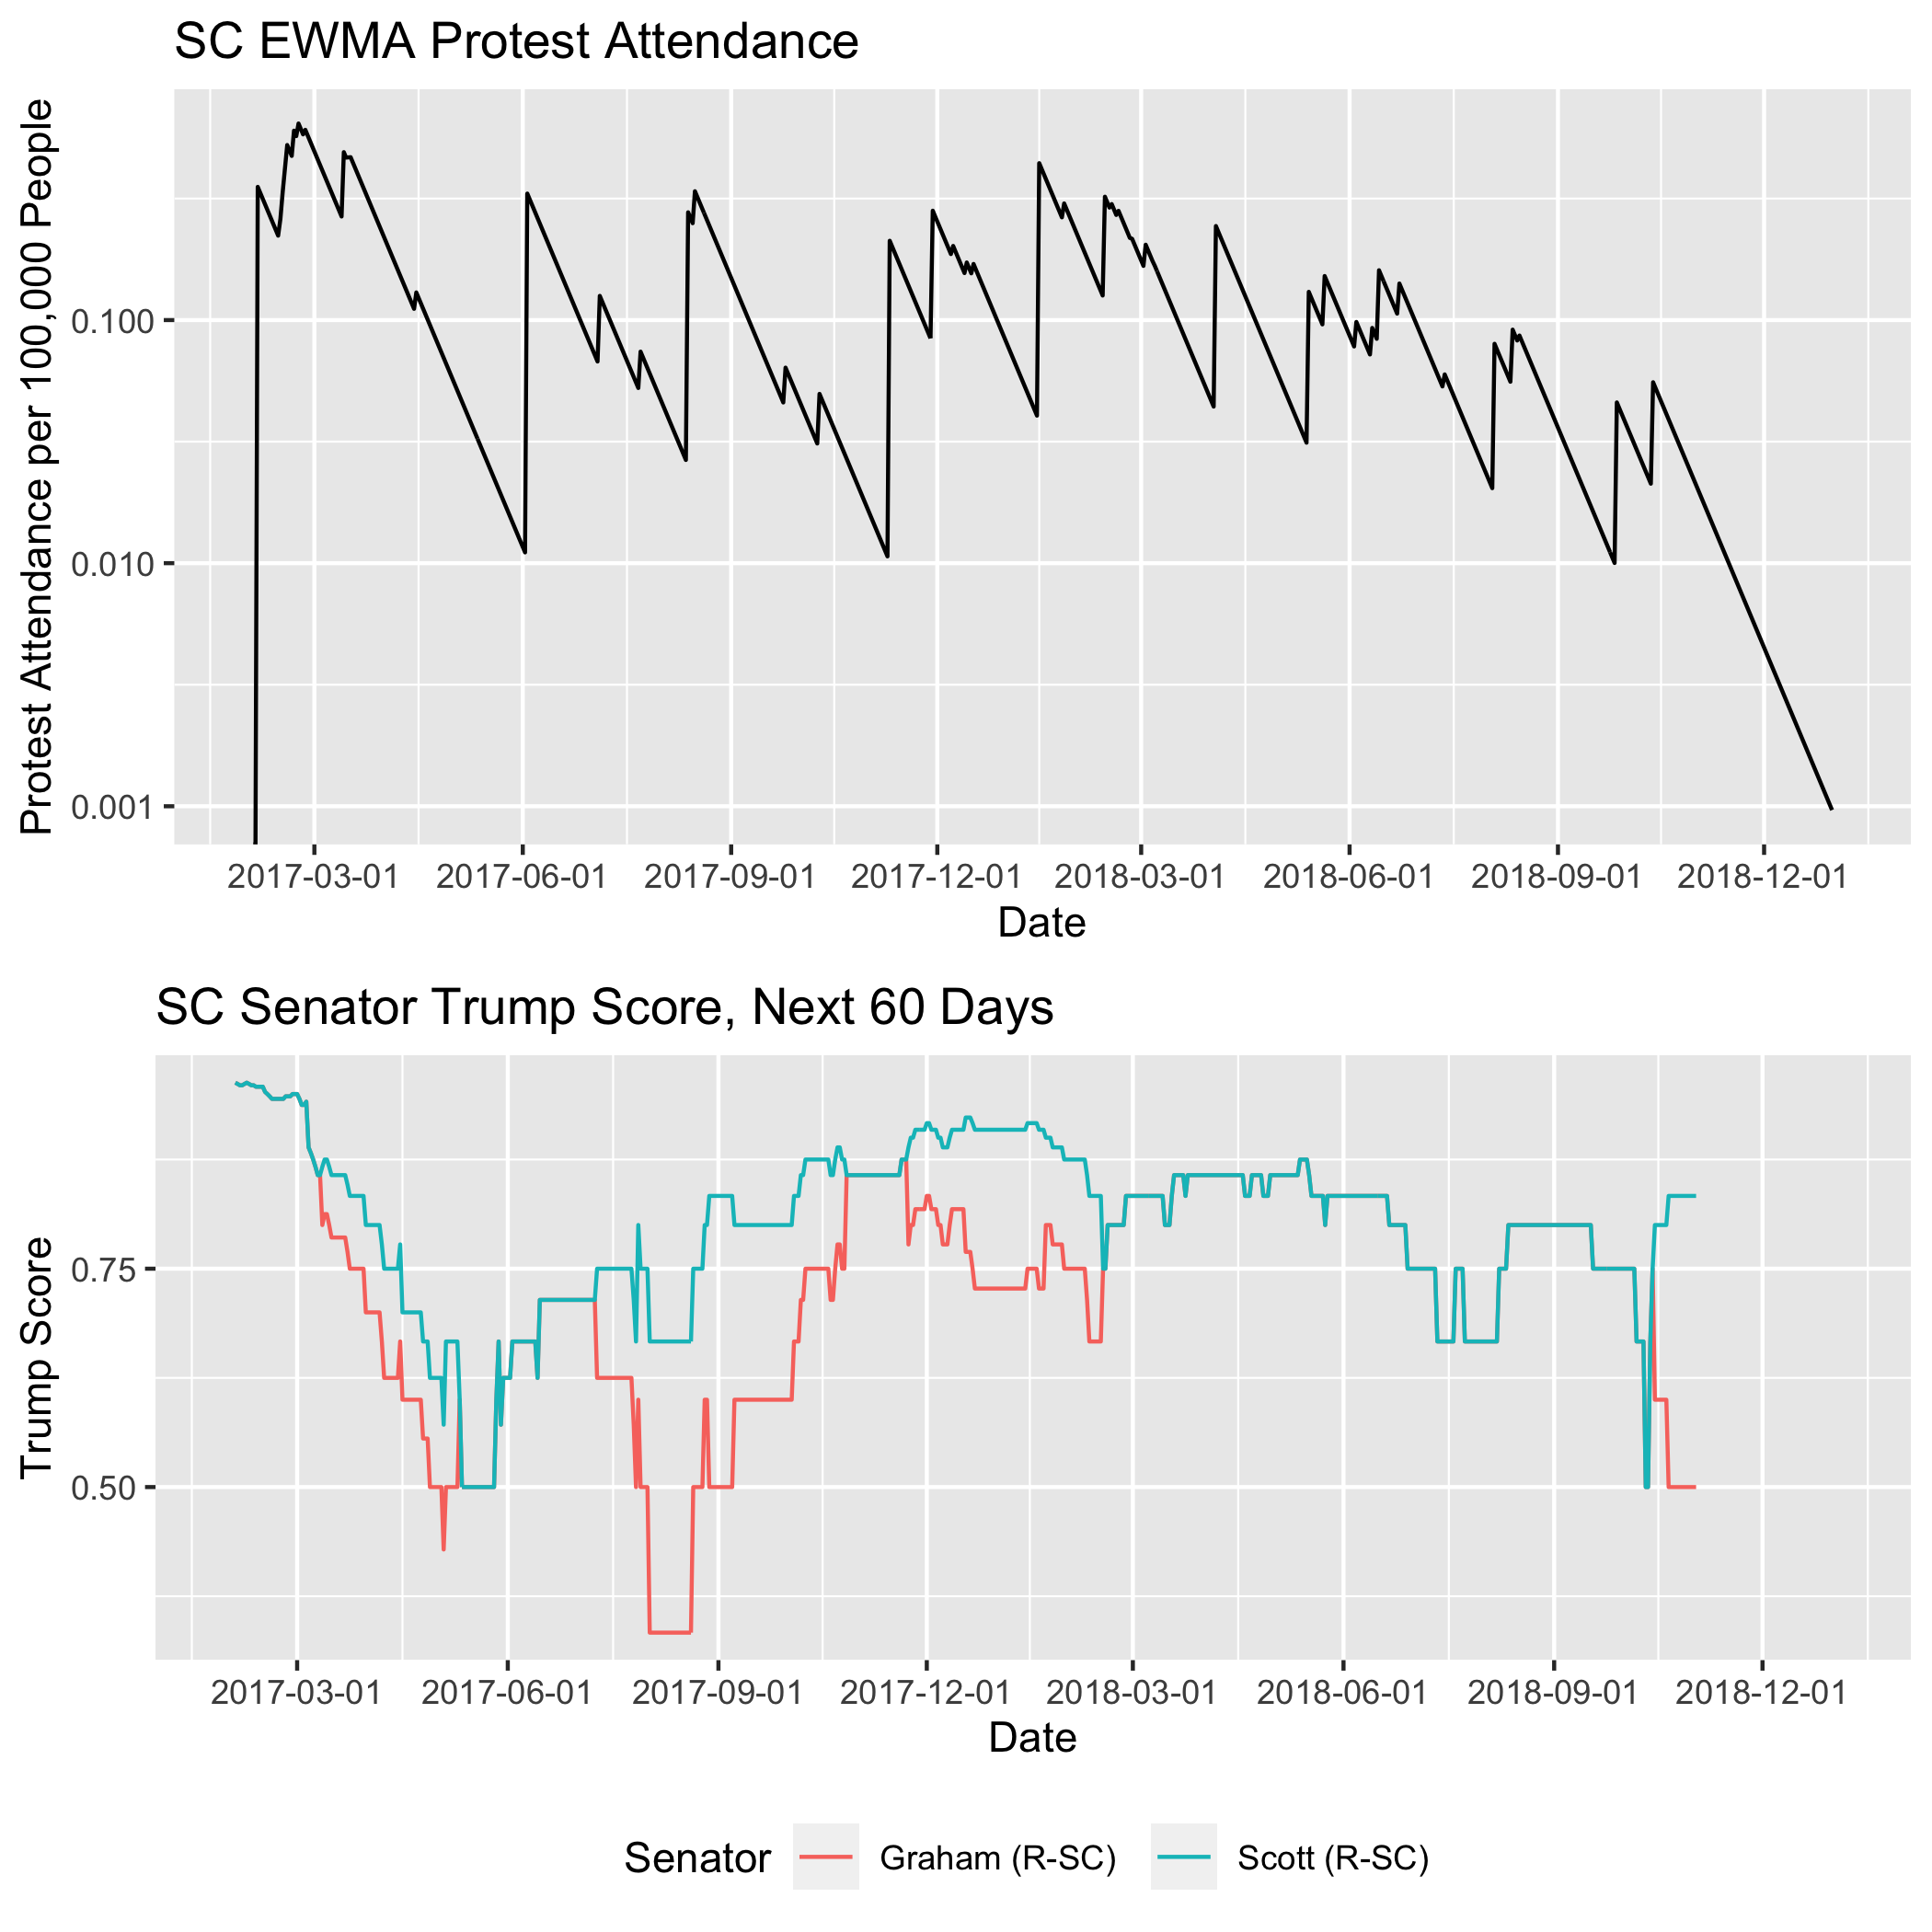 SC EWMA Protest Attendance
Protest Attendance per 100,000 People
0.100
0.010
0.001
2017-03-01 2017-06-01 2017-09-01 2017-12-01 2018-03-01 2018-06-01 2018-09-01 2018-12-01
Date
SC Senator Trump Score, Next 60 Days
Trump Score
0.75
0.50
2017-03-01 2017-06-01 2017-09-01 2017-12-01 2018-03-01 2018-06-01 2018-09-01 2018-12-01
Date
Senator Graham (R-SC) Scott (R-SC)